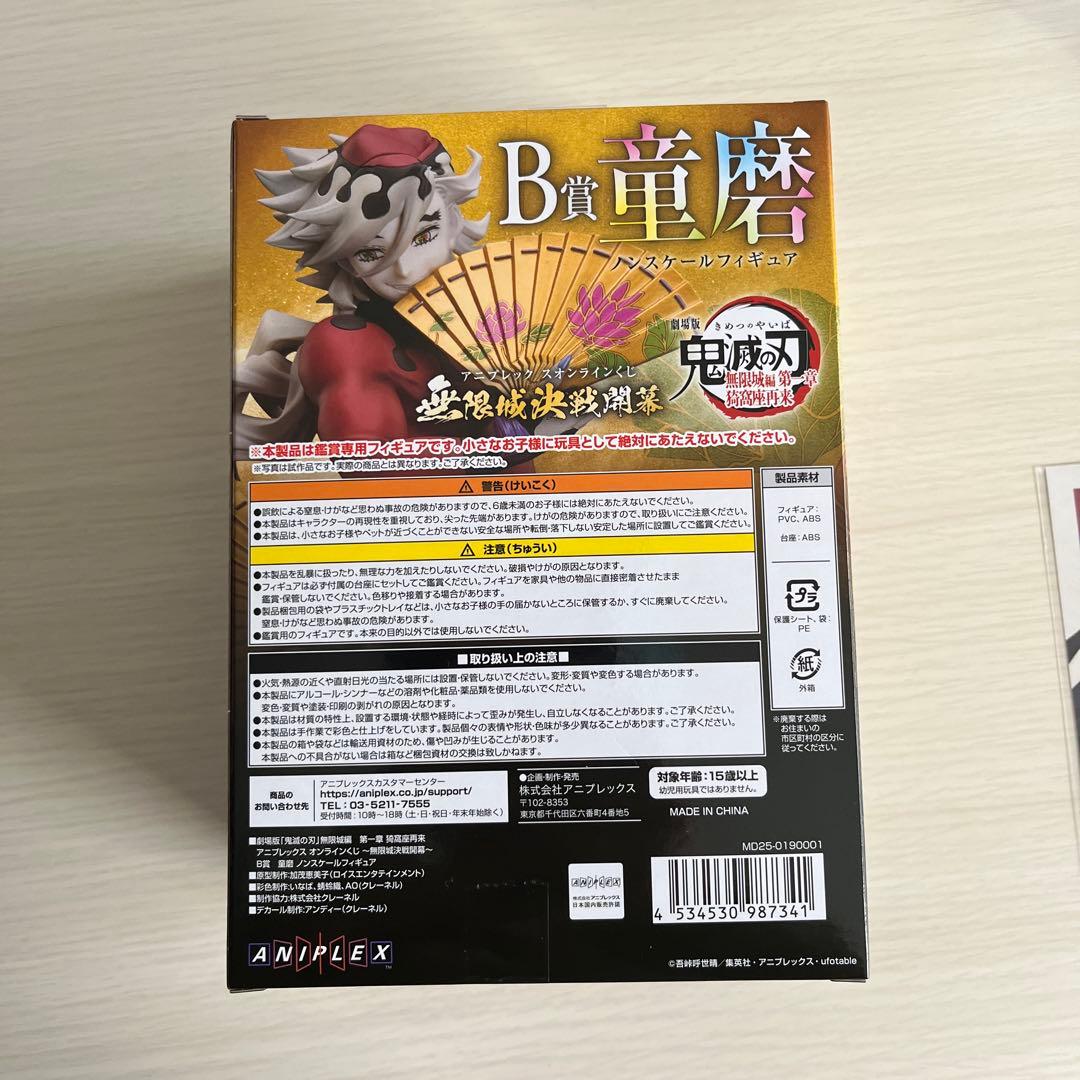 B賞 童磨
ノンスケールフィギュア
劇場版 きめつのやいば
鬼滅の刃
無限城編 第一章
猗窩座再来
アニプレックス オンラインくじ
無限城決戦開幕
※本製品は鑑賞専用フィギュアです。小さなお子様に玩具として絶対にあたえないでください。
※写真は試作品です。実際の商品とは異なります。ご了承ください。
⚠ 警告(けいこく)
●誤飲による窒息・けがなど思わぬ事故の危険がありますので、6歳未満のお子様には絶対にあたえないでください。
●本製品はキャラクターの再現性を重視しており、尖った先端があります。けがの危険がありますので、取り扱いにご注意ください。
●本製品は、小さなお子様やペットが近づくことができない安全な場所や転倒・落下しない安定した場所に設置してご鑑賞ください。
⚠ 注意(ちゅうい)
●本製品を乱暴に扱ったり、無理な力を加えたりしないでください。破損やけがの原因となります。
●フィギュアは必ず付属の台座にセットしてご鑑賞ください。フィギュアを家具や他の物品に直接密着させたまま
鑑賞・保管しないでください。色移りや接着する場合があります。
●製品梱包用の袋やプラスチックトレイなどは、小さなお子様の手の届かないところに保管するか、すぐに廃棄してください。
窒息・けがなど思わぬ事故の危険があります。
●鑑賞用のフィギュアです。本来の目的以外では使用しないでください。
■取り扱い上の注意■
●火気・熱源の近くや直射日光の当たる場所には設置・保管しないでください。変形・変質や変色する場合があります。
●本製品にアルコール・シンナーなどの溶剤や化粧品・薬品類を使用しないでください。
変色・変質や塗装・印刷の剥がれの原因となります。
●本製品は材質の特性上、設置する環境・状態や経時によって歪みが発生し、自立しなくなることがあります。ご了承ください。
●本製品は手作業で彩色と仕上げをしています。製品個々の表情や形状・色味が多少異なることがあります。ご了承ください。
●本製品の箱や袋などは輸送用資材のため、傷や凹みが生じることがあります。
本製品への不具合がない場合は箱など梱包資材の交換は致しかねます。
製品素材
フィギュア:
PVC、ABS
台座:ABS
プラ
保護シート、袋:
PE
紙
外箱
※廃棄する際は
お住まいの
市区町村の区分に
従ってください。
商品の
お問い合わせ先
アニプレックスカスタマーセンター
https://aniplex.co.jp/support/
TEL:03-5211-7555
受付時間:10時~18時(土・日・祝日・年末年始除く)
●企画・制作・発売
株式会社アニプレックス
〒102-8353
東京都千代田区六番町4番地5
対象年齢:15歳以上
幼児用玩具ではありません。
MADE IN CHINA
■劇場版「鬼滅の刃」無限城編 第一章 猗窩座再来
アニプレックス オンラインくじ ~無限城決戦開幕~
B賞 童磨 ノンスケールフィギュア
■原型制作:加茂恵美子(ロイスエンタテインメント)
■彩色制作:いなば、蜻蛉織、AO(クレーネル)
■制作協力:株式会社クレーネル
■デカール制作:アンディー(クレーネル)
ANIPLEX
株式会社アニプレックス
日本国内販売許諾
MD25-0190001
4 534530 987341
ANIPLEX™
©吾峠呼世晴/集英社・アニプレックス・ufotable